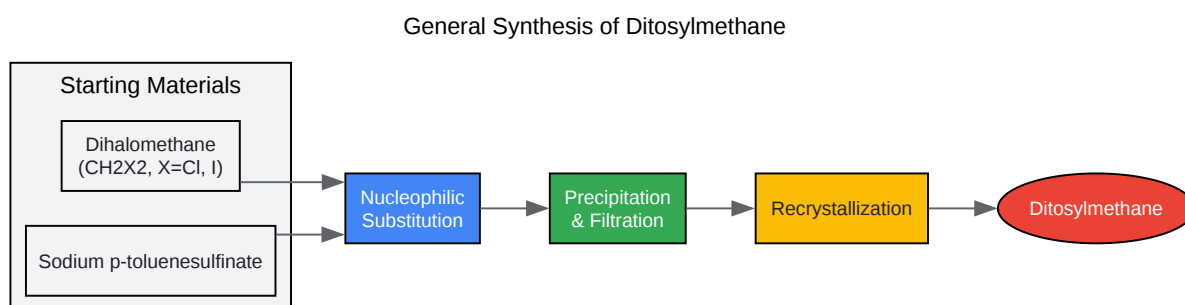 General Synthesis of Ditosylmethane
Starting Materials
Dihalomethane
(CH2X2, X=Cl, I)
Sodium p-toluenesulfinate
Nucleophilic
Substitution
Precipitation
& Filtration
Recrystallization
Ditosylmethane